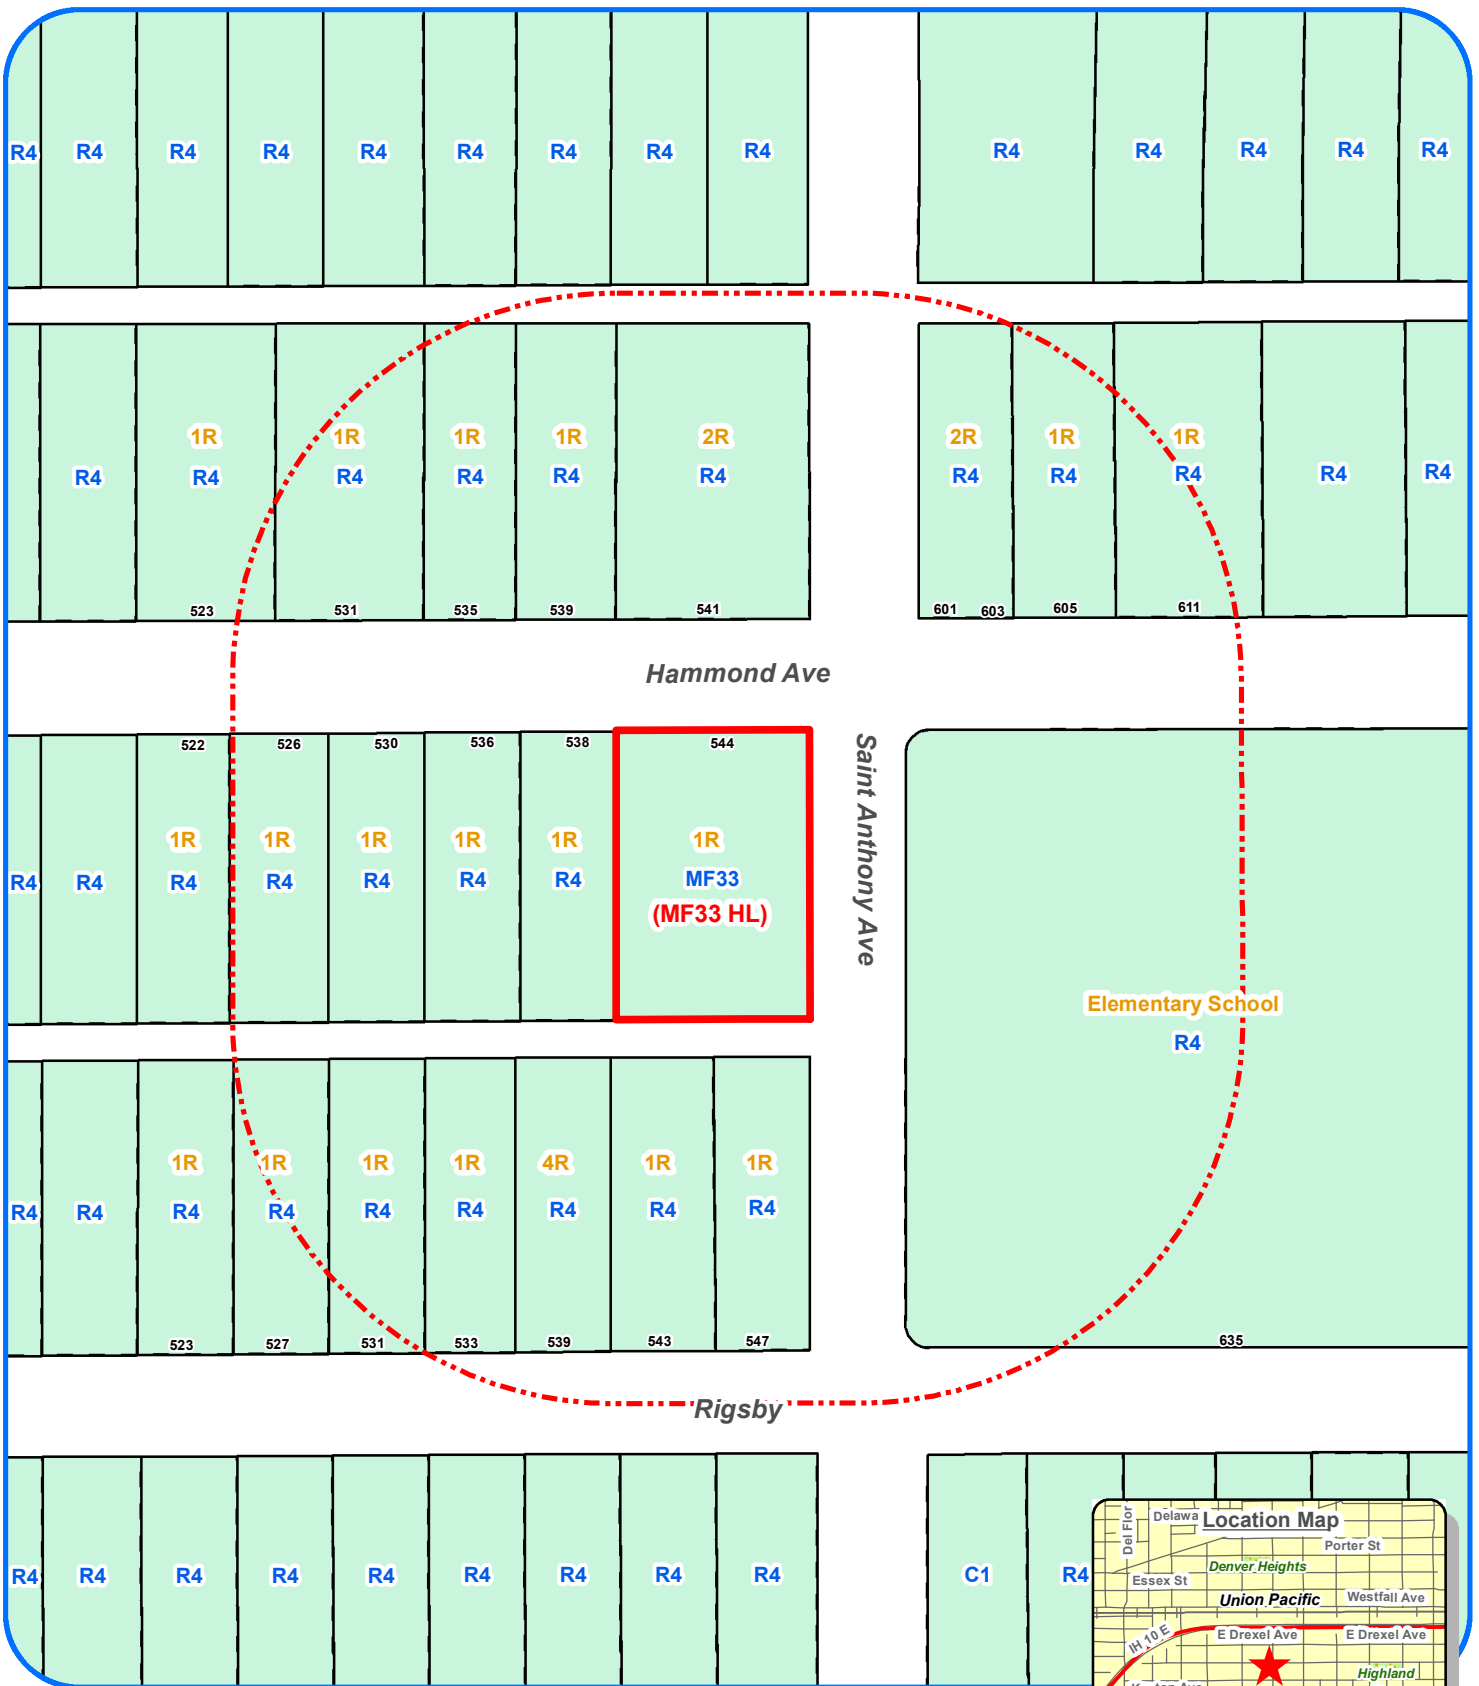 R4 R4 R4 R4 R4 R4 R4 R4 R4 R4 R4 R4 R4 R4
1R 1R 1R 1R 2R 2R 1R 1R
R4 R4 R4 R4 R4 R4 R4 R4 R4 R4 R4
523 531 535 539 541 601 603 605 611
Hammond Ave
522 526 530 536 538 544
Saint Anthony Ave
1R 1R 1R 1R 1R 1R
R4 R4 R4 R4 R4 R4 R4 MF33
(MF33 HL)
Elementary School
R4
1R 1R 1R 1R 4R 1R 1R
R4 R4 R4 R4 R4 R4 R4 R4 R4
523 527 531 533 539 543 547 635
Rigsby
R4 R4 R4 R4 R4 R4 R4 R4 R4 C1 R4
Location Map
Del Flor
Delawa
Porter St
Denver Heights
Essex St
Union Pacific
Westfall Ave
IH 10 E
E Drexel Ave E Drexel Ave
Highland